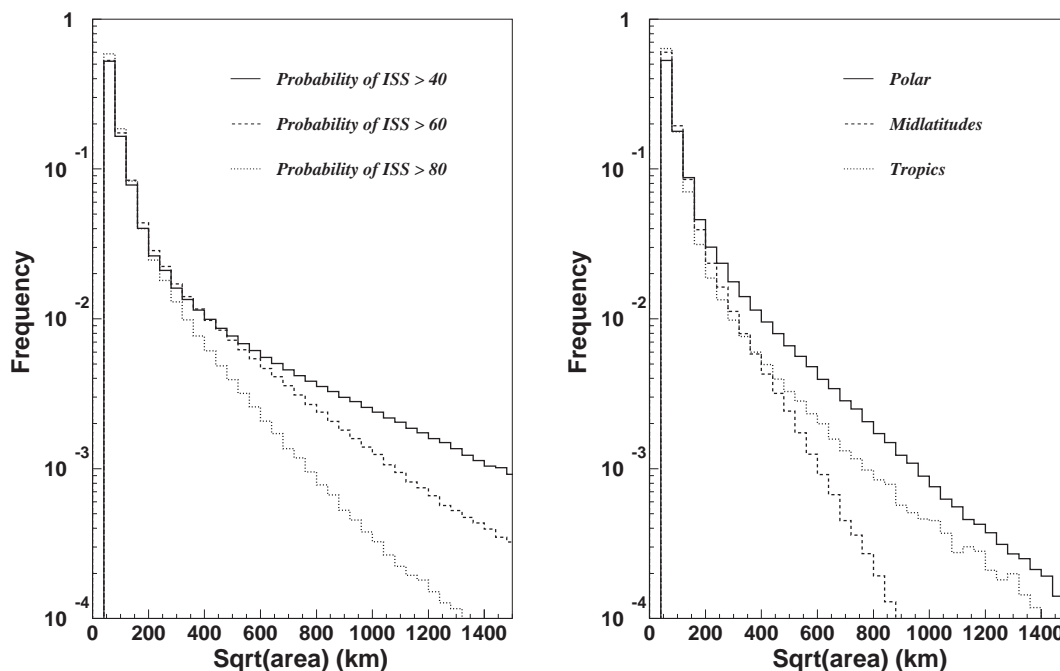 1
10 -1
10 -2
10 -3
10 -4
Frequency
0 200 400 600 800 1000 1200 1400
Sqrt(area) (km)
Probability of ISS > 40
Probability of ISS > 60
Probability of ISS > 80
1
10 -1
10 -2
10 -3
10 -4
Frequency
0 200 400 600 800 1000 1200 1400
Sqrt(area) (km)
Polar
Midlatitudes
Tropics